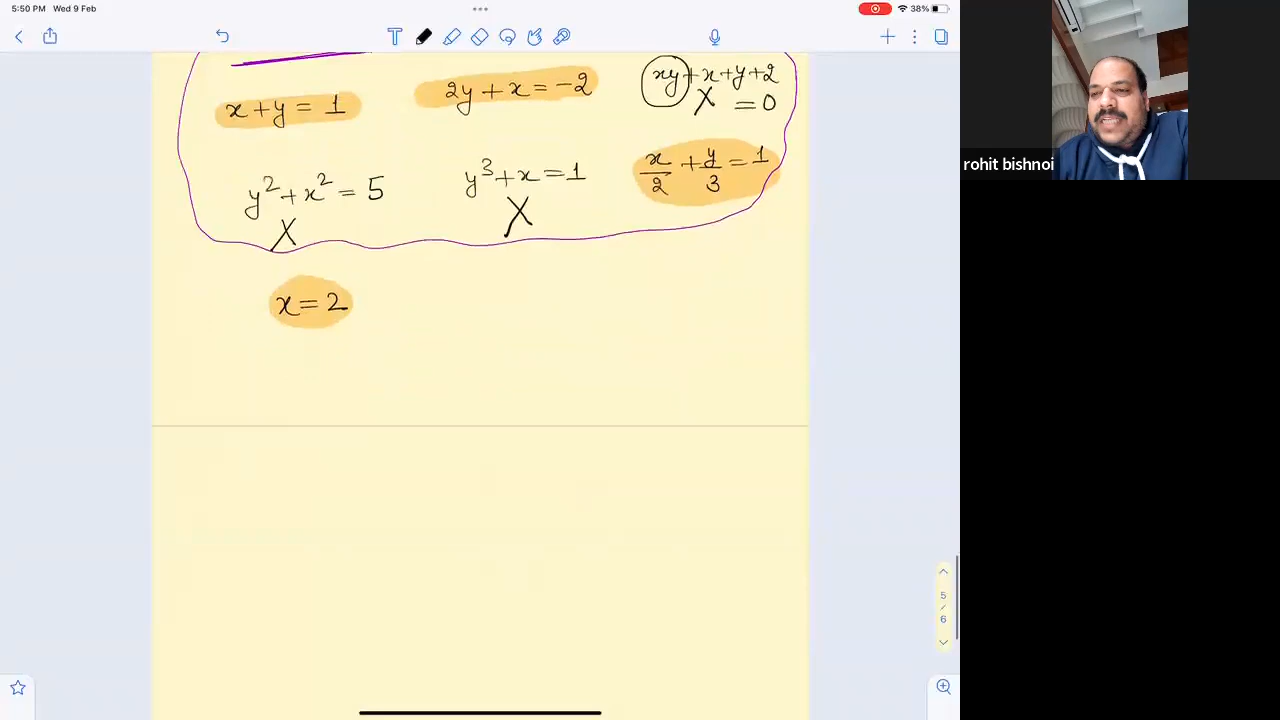 5:50 PM Wed 9 Feb
38%
T
x + y = 1
2y + x = -2
xy + x + y + 2
X = 0
y² + x² = 5
X
y³ + x = 1
X
x/2 + y/3 = 1
x = 2
rohit bishnoi
5
/
6